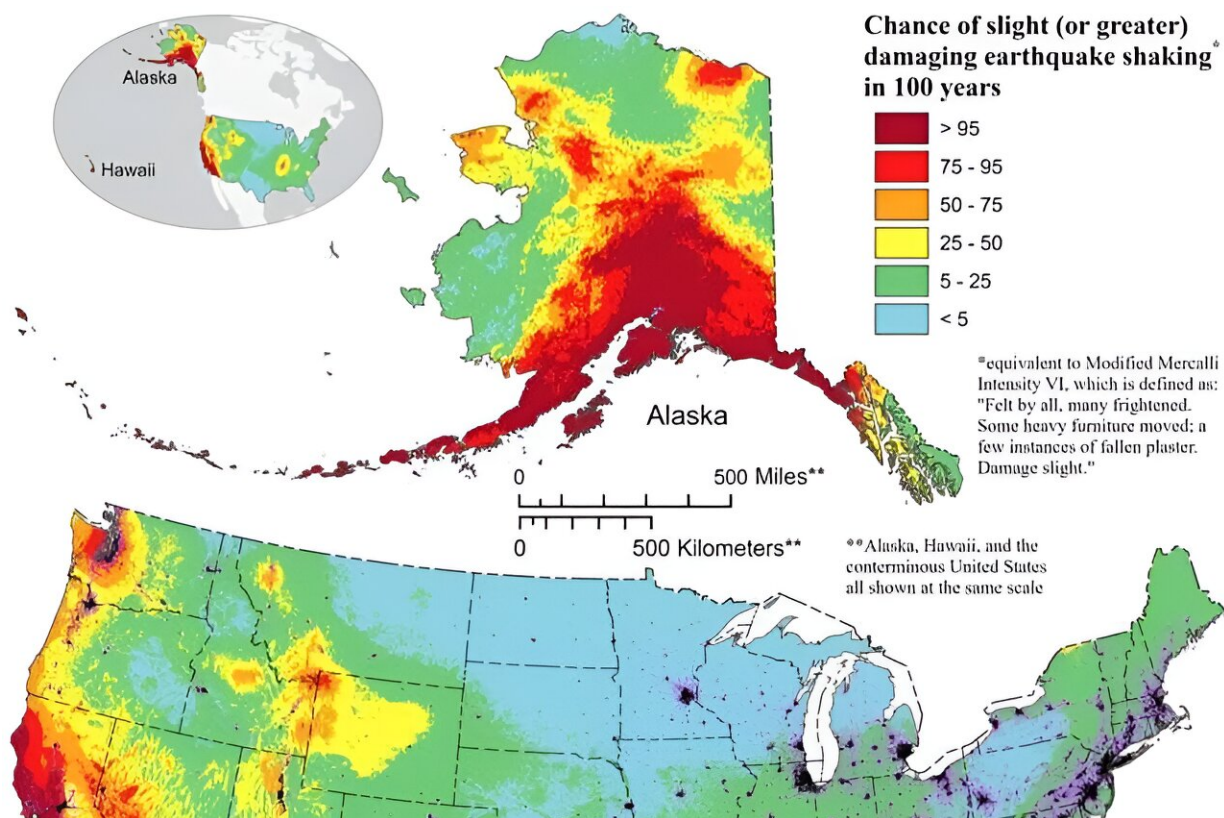 Alaska
Hawaii
Chance of slight (or greater)
damaging earthquake shaking*
in 100 years
> 95
75 - 95
50 - 75
25 - 50
5 - 25
< 5
*equivalent to Modified Mercalli
Intensity VI, which is defined as:
"Felt by all, many frightened.
Some heavy furniture moved; a
few instances of fallen plaster.
Damage slight."
Alaska
0 500 Miles**
0 500 Kilometers**
**Alaska, Hawaii, and the
conterminous United States
all shown at the same scale